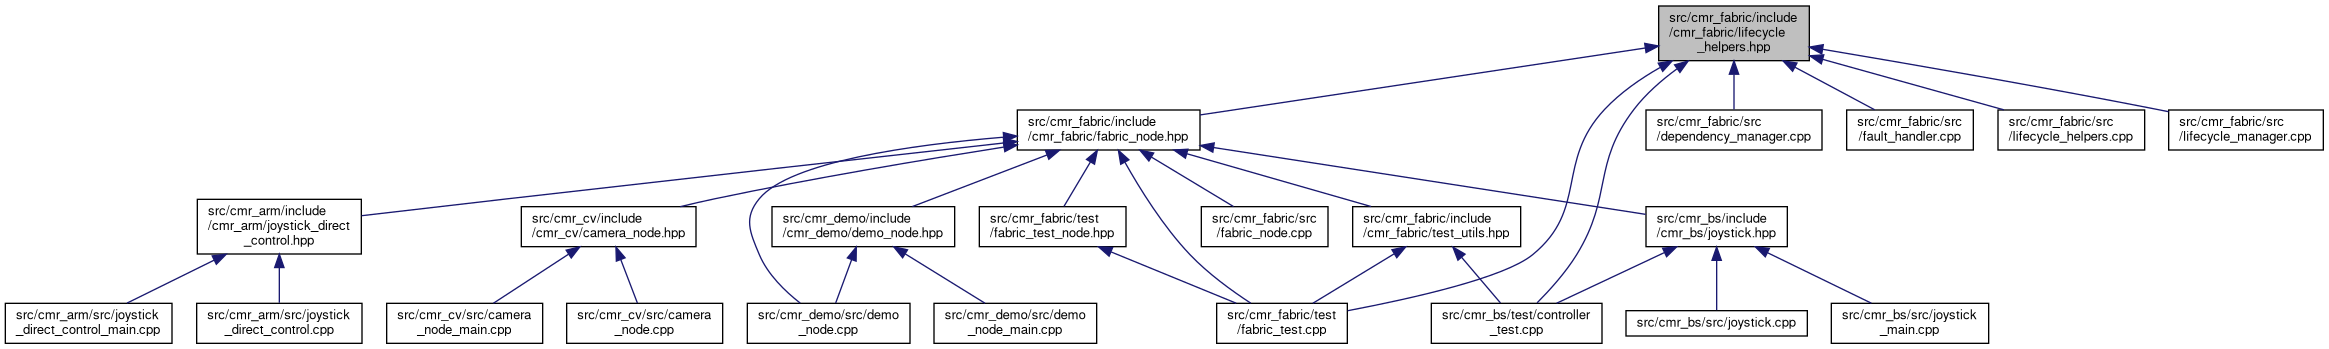 src/cmr_fabric/include
/cmr_fabric/lifecycle
_helpers.hpp
src/cmr_fabric/include
/cmr_fabric/fabric_node.hpp
src/cmr_fabric/src
/dependency_manager.cpp
src/cmr_fabric/src
/fault_handler.cpp
src/cmr_fabric/src
/lifecycle_helpers.cpp
src/cmr_fabric/src
/lifecycle_manager.cpp
src/cmr_arm/include
/cmr_arm/joystick_direct
_control.hpp
src/cmr_cv/include
/cmr_cv/camera_node.hpp
src/cmr_demo/include
/cmr_demo/demo_node.hpp
src/cmr_fabric/test
/fabric_test_node.hpp
src/cmr_fabric/src
/fabric_node.cpp
src/cmr_fabric/include
/cmr_fabric/test_utils.hpp
src/cmr_bs/include
/cmr_bs/joystick.hpp
src/cmr_arm/src/joystick
_direct_control_main.cpp
src/cmr_arm/src/joystick
_direct_control.cpp
src/cmr_cv/src/camera
_node_main.cpp
src/cmr_cv/src/camera
_node.cpp
src/cmr_demo/src/demo
_node.cpp
src/cmr_demo/src/demo
_node_main.cpp
src/cmr_fabric/test
/fabric_test.cpp
src/cmr_bs/test/controller
_test.cpp
src/cmr_bs/src/joystick.cpp
src/cmr_bs/src/joystick
_main.cpp